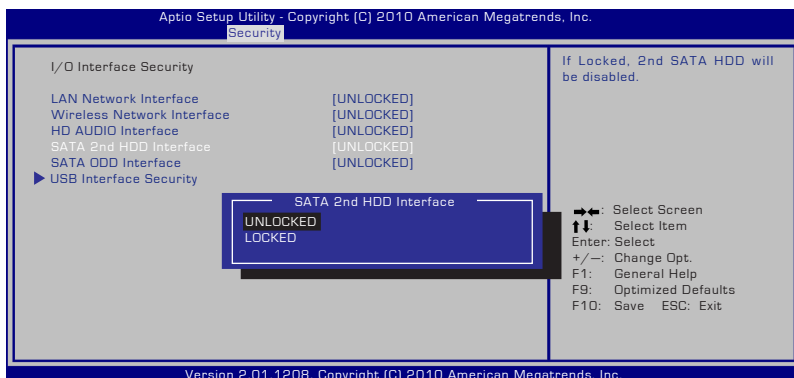 Aptio Setup Utility - Copyright (C) 2010 American Megatrends, Inc.
Security
I/O Interface Security
LAN Network Interface [UNLOCKED]
Wireless Network Interface [UNLOCKED]
HD AUDIO Interface [UNLOCKED]
SATA 2nd HDD Interface [UNLOCKED]
SATA ODD Interface [UNLOCKED]
USB Interface Security
SATA 2nd HDD Interface
UNLOCKED
LOCKED
If Locked, 2nd SATA HDD will
be disabled.
→←: Select Screen
↑↓: Select Item
Enter: Select
+/—: Change Opt.
F1: General Help
F9: Optimized Defaults
F10: Save ESC: Exit
Version 2.01.1208. Copyright (C) 2010 American Megatrends, Inc.